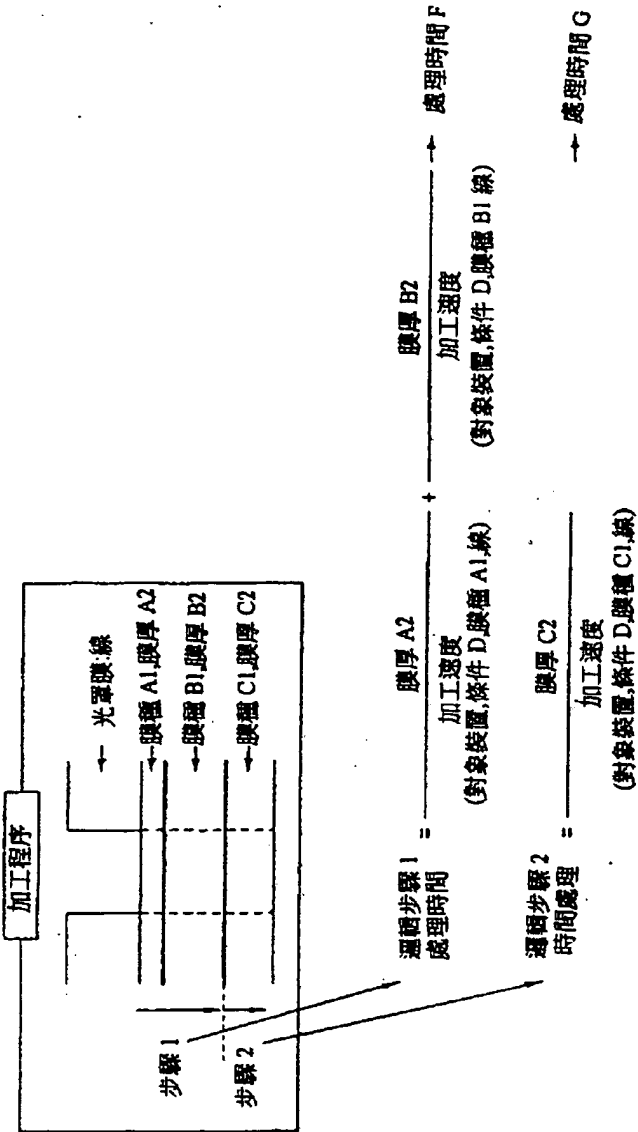 加工程序
光罩膜:線
膜種 A1,膜厚 A2
膜種 B1,膜厚 B2
膜種 C1,膜厚 C2
步驟 1
步驟 2
邏輯步驟 1
處理時間
=
膜厚 A2
加工速度
(對象裝置,條件 D,膜種 A1,線)
+
膜厚 B2
加工速度
(對象裝置,條件 D,膜種 B1 線)
處理時間 F
邏輯步驟 2
時間處理
=
膜厚 C2
加工速度
(對象裝置,條件 D,膜種 C1,線)
處理時間 G